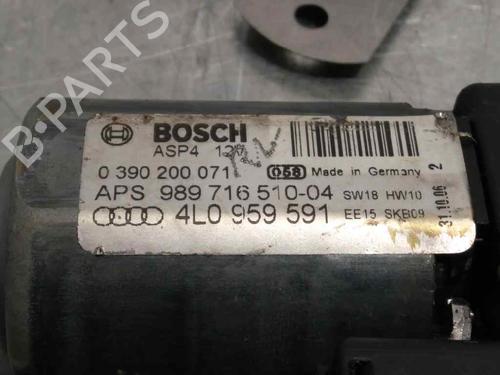 B-PARTS
BOSCH
ASP4 12V
0 390 200 071 058 Made in Germany
APS 989 716 510-04 SW18 HW10
4L0 959 591 EE15 SKB09
31.10.06 2